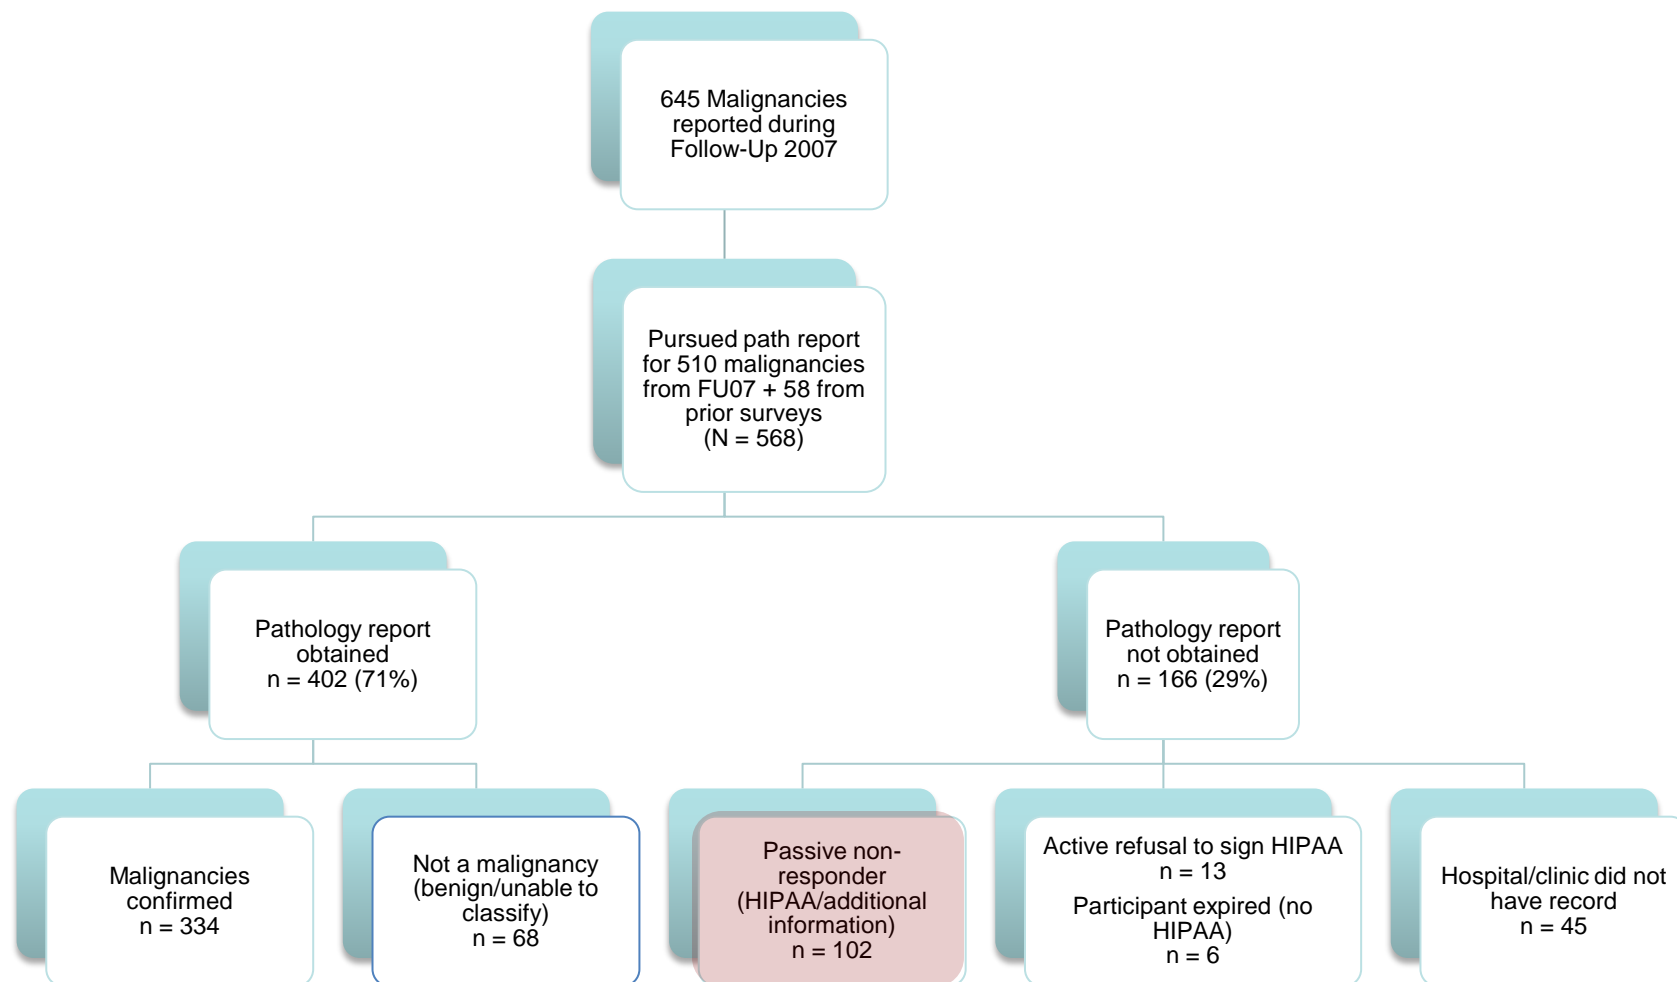 645 Malignancies
reported during
Follow-Up 2007
Pursued path report
for 510 malignancies
from FU07 + 58 from
prior surveys
(N = 568)
Pathology report
obtained
n = 402 (71%)
Pathology report
not obtained
n = 166 (29%)
Malignancies
confirmed
n = 334
Not a malignancy
(benign/unable to
classify)
n = 68
Passive non-
responder
(HIPAA/additional
information)
n = 102
Active refusal to sign HIPAA
n = 13
Participant expired (no
HIPAA)
n = 6
Hospital/clinic did not
have record
n = 45